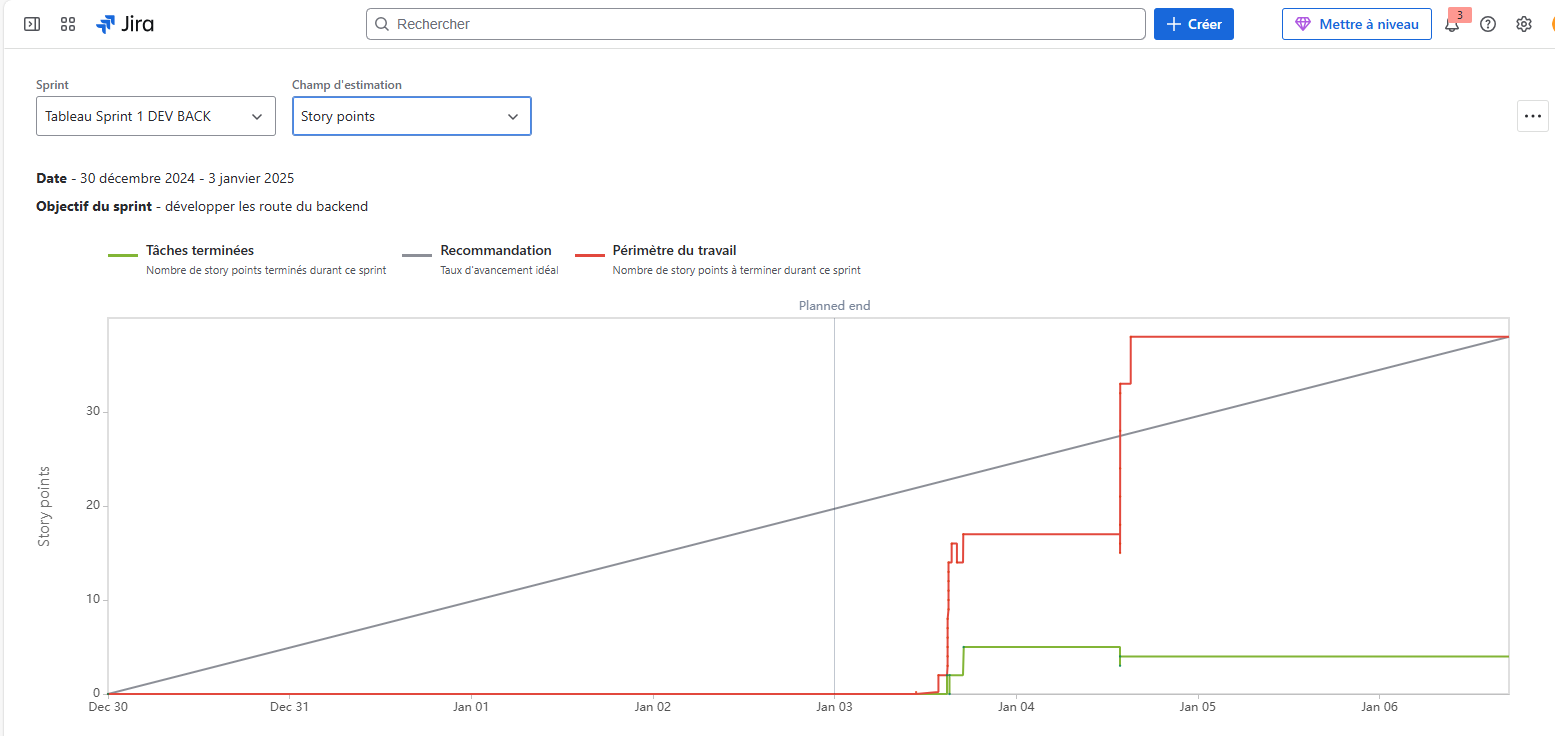 Jira
Rechercher
Créer
Mettre à niveau
3
Sprint
Champ d'estimation
Tableau Sprint 1 DEV BACK
Story points
Date - 30 décembre 2024 - 3 janvier 2025
Objectif du sprint - développer les route du backend
Tâches terminées
Nombre de story points terminés durant ce sprint
Recommandation
Taux d'avancement idéal
Périmètre du travail
Nombre de story points à terminer durant ce sprint
Planned end
Story points
30
20
10
0
Dec 30
Dec 31
Jan 01
Jan 02
Jan 03
Jan 04
Jan 05
Jan 06